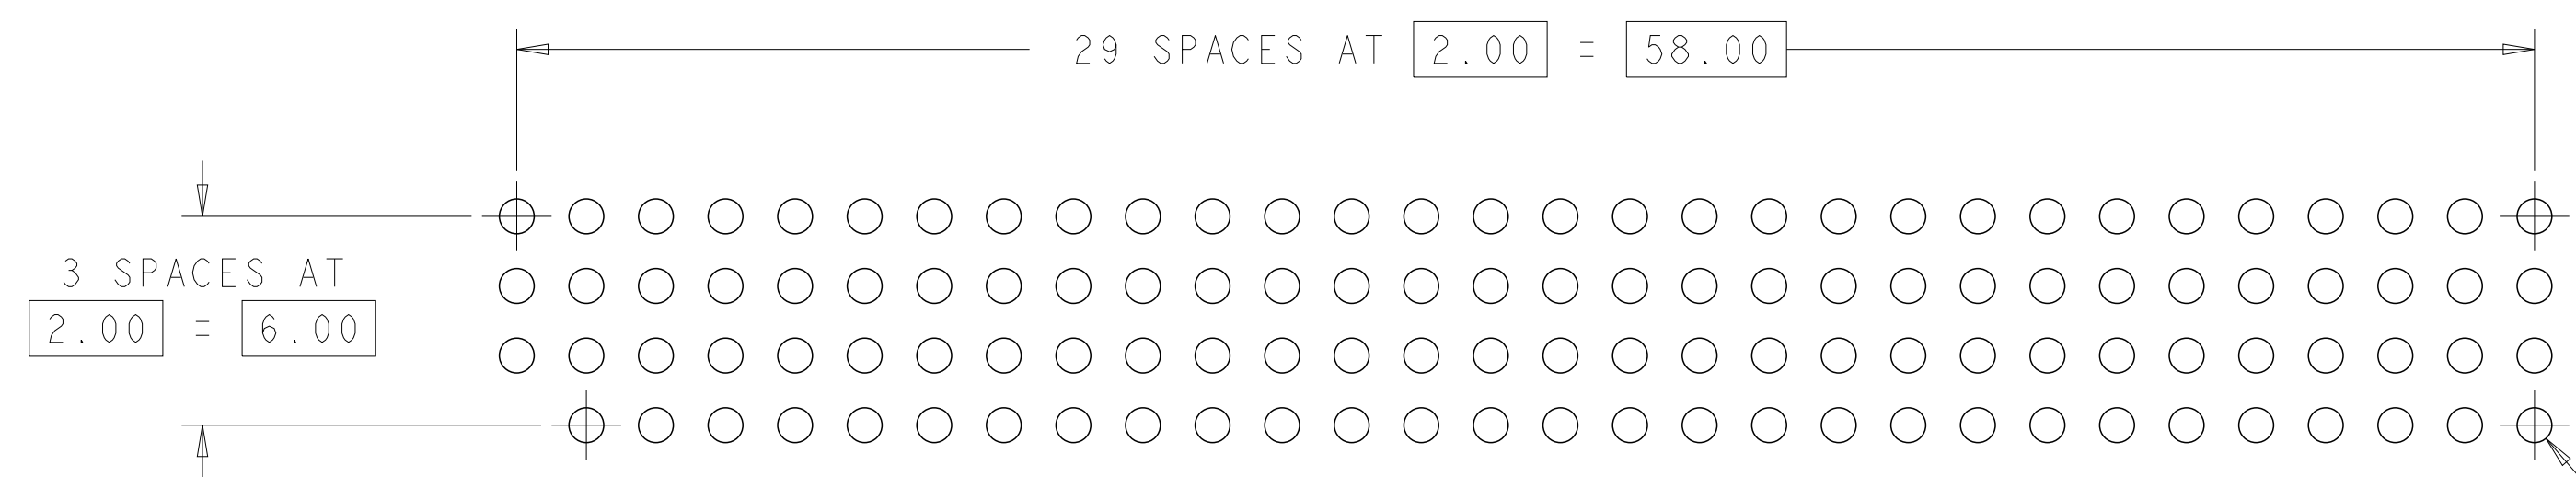 29 SPACES AT 2.00 = 58.00
3 SPACES AT
2.00 = 6.00